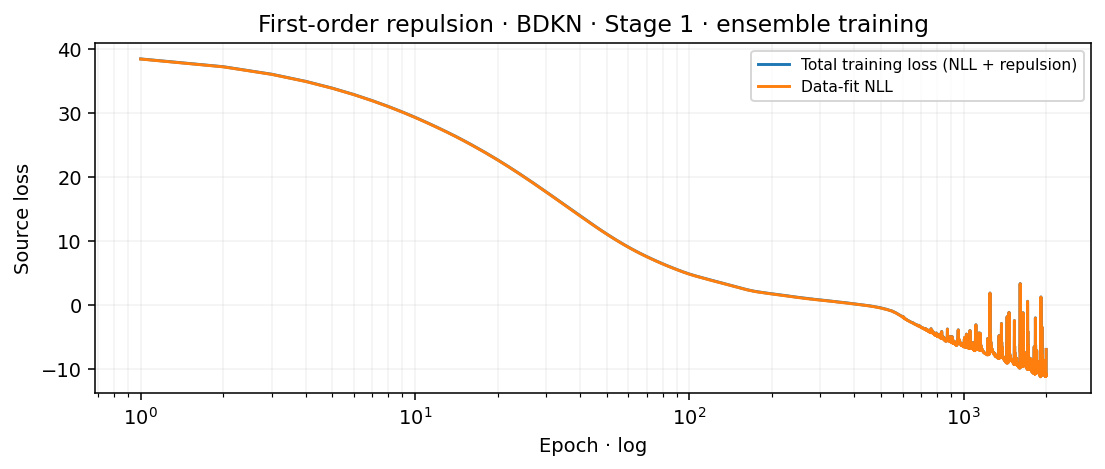 First-order repulsion · BDKN · Stage 1 · ensemble training
Total training loss (NLL + repulsion)
Data-fit NLL
Source loss
40
30
20
10
0
−10
10⁰
10¹
10²
10³
Epoch · log